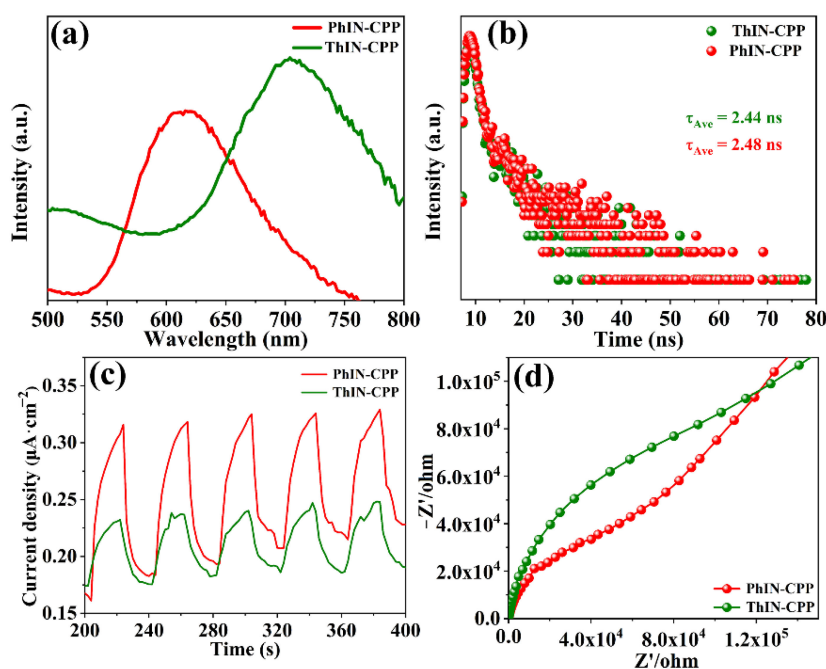 (a)
PhIN-CPP
ThIN-CPP
Intensity (a.u.)
500 550 600 650 700 750 800
Wavelength (nm)
(b)
ThIN-CPP
PhIN-CPP
τAve = 2.44 ns
τAve = 2.48 ns
Intensity (a.u.)
10 20 30 40 50 60 70 80
Time (ns)
(c)
PhIN-CPP
ThIN-CPP
Current density (μA·cm⁻²)
0.35
0.30
0.25
0.20
0.15
200 240 280 320 360 400
Time (s)
(d)
-Z'/ohm
1.0x10⁵
8.0x10⁴
6.0x10⁴
4.0x10⁴
2.0x10⁴
0.0
PhIN-CPP
ThIN-CPP
0.0 4.0x10⁴ 8.0x10⁴ 1.2x10⁵
Z'/ohm